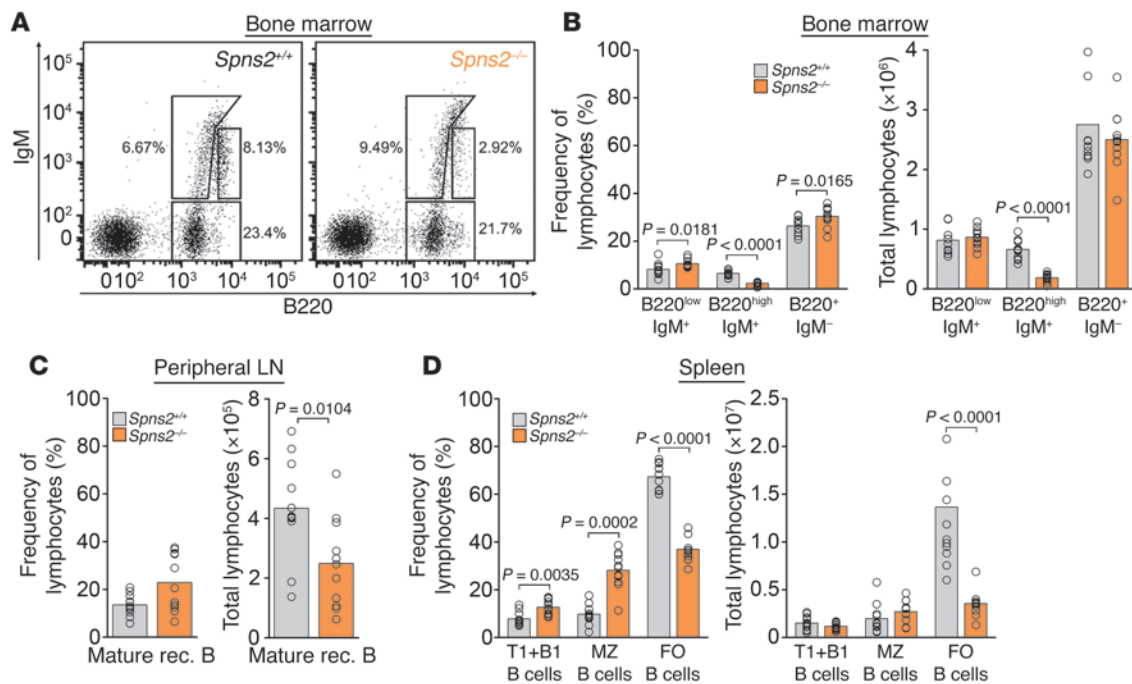 A
Bone marrow
IgM
10⁵
10⁴
10³
10²
0
Spns2⁺/⁺
6.67%
8.13%
23.4%
Spns2⁻/⁻
9.49%
2.92%
21.7%
010² 10³ 10⁴ 10⁵
010² 10³ 10⁴ 10⁵
B220
B
Bone marrow
Frequency of
lymphocytes (%)
100
80
60
40
20
0
Spns2⁺/⁺
Spns2⁻/⁻
P = 0.0181
P < 0.0001
P = 0.0165
B220ˡᵒʷ
IgM⁺
B220ʰⁱᵍʰ
IgM⁺
B220⁺
IgM⁻
Total lymphocytes (×10⁶)
4
3
2
1
0
P < 0.0001
B220ˡᵒʷ
IgM⁺
B220ʰⁱᵍʰ
IgM⁺
B220⁺
IgM⁻
C
Peripheral LN
Frequency of
lymphocytes (%)
100
80
60
40
20
0
Spns2⁺/⁺
Spns2⁻/⁻
Mature rec. B
Total lymphocytes (×10⁵)
8
6
4
2
0
P = 0.0104
Mature rec. B
D
Spleen
Frequency of
lymphocytes (%)
100
80
60
40
20
0
Spns2⁺/⁺
Spns2⁻/⁻
P = 0.0035
P = 0.0002
P < 0.0001
T1+B1
B cells
MZ
B cells
FO
B cells
Total lymphocytes (×10⁷)
2.5
2.0
1.5
1.0
0.5
0
P < 0.0001
T1+B1
B cells
MZ
B cells
FO
B cells